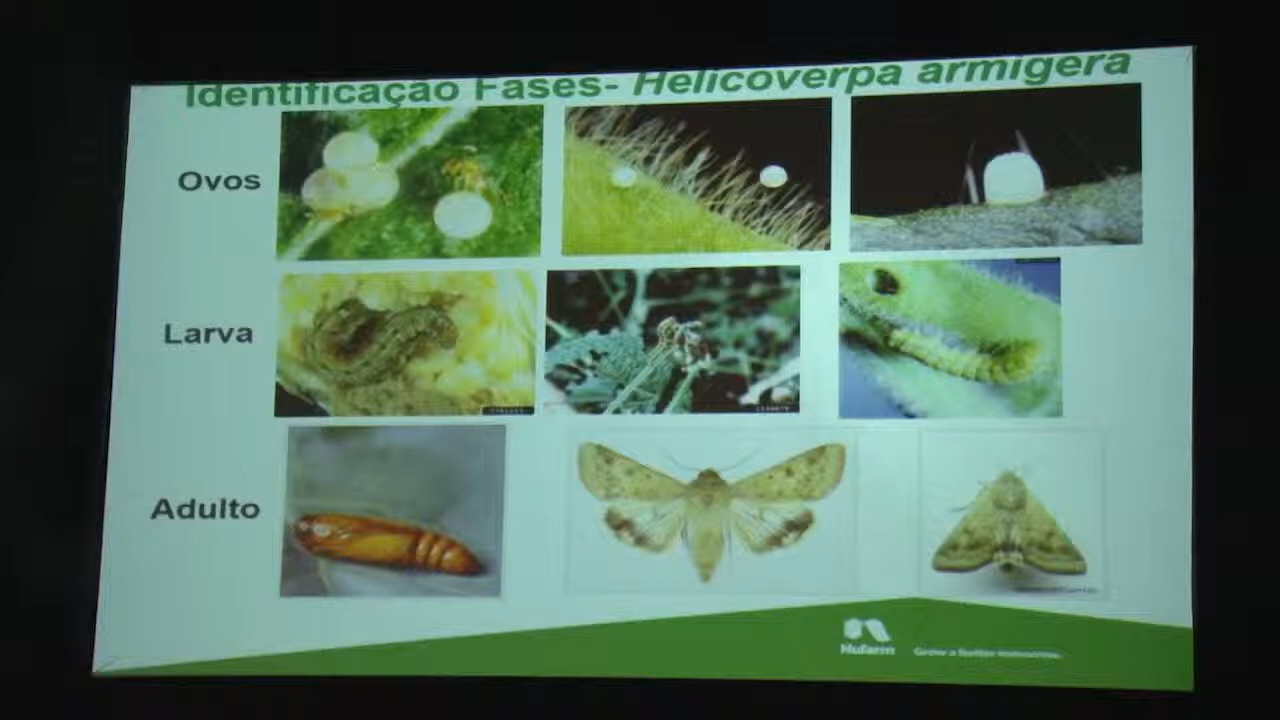 Identificação Fases- Helicoverpa armigera
Ovos
Larva
Adulto
Nufarm
Grow a better tomorrow.